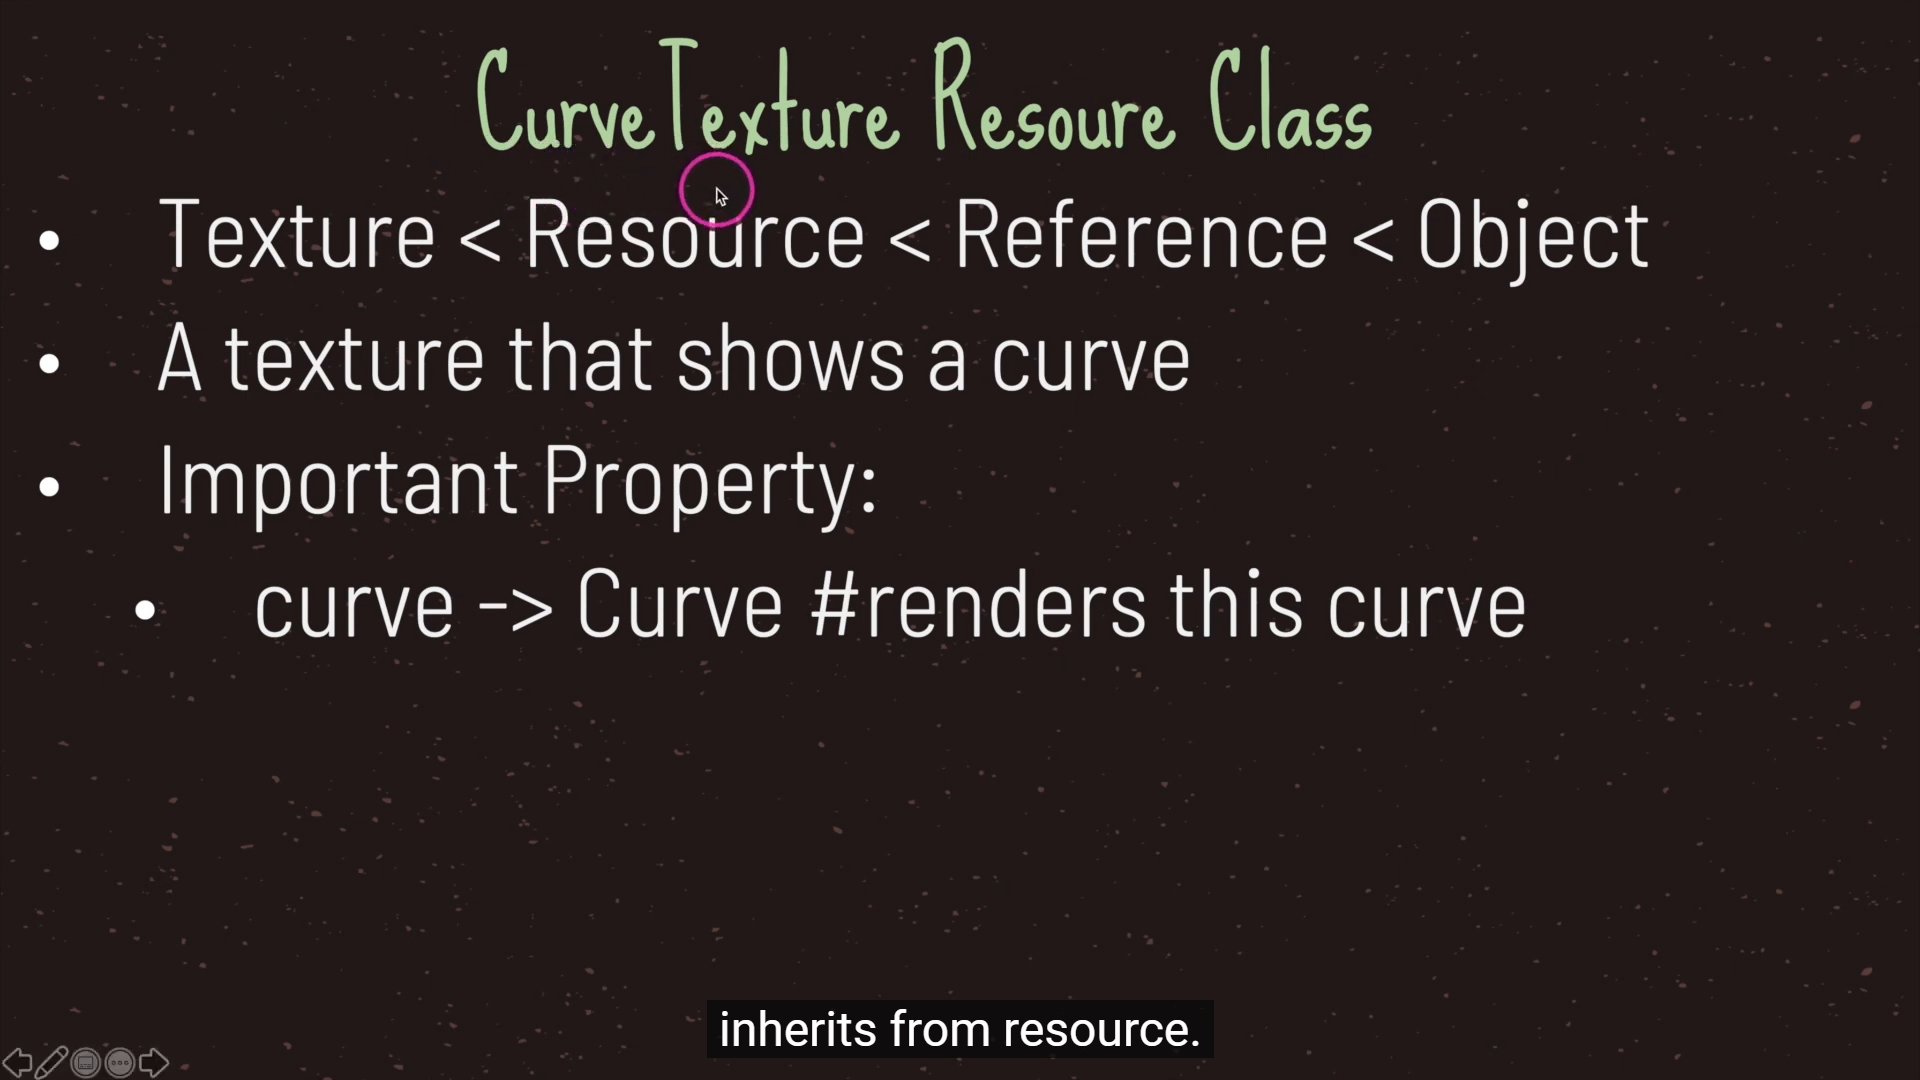 CurveTexture Resoure Class
• Texture < Resource < Reference < Object
• A texture that shows a curve
• Important Property:
• curve -> Curve #renders this curve
inherits from resource.